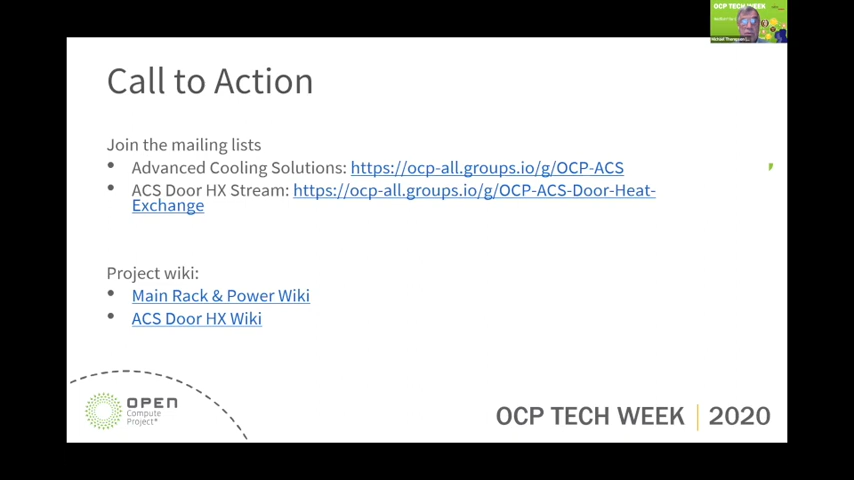 OCP TECH WEEK
Call to Action
Join the mailing lists
• Advanced Cooling Solutions: https://ocp-all.groups.io/g/OCP-ACS
• ACS Door HX Stream: https://ocp-all.groups.io/g/OCP-ACS-Door-Heat-
Exchange
Project wiki:
• Main Rack & Power Wiki
• ACS Door HX Wiki
OPEN
Compute
Project®
OCP TECH WEEK | 2020